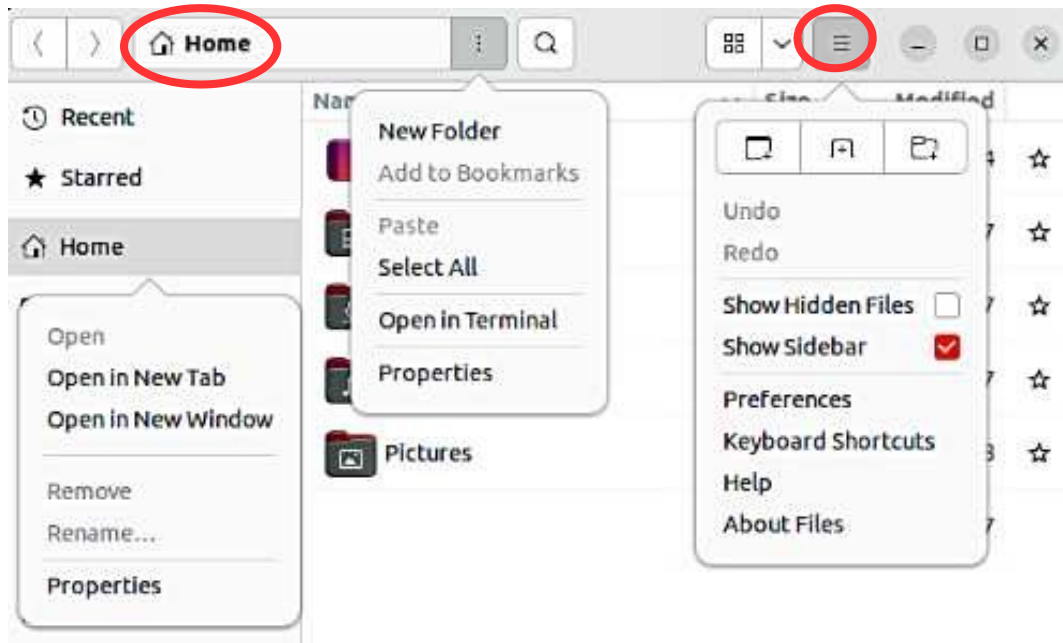 Home
Recent
Starred
Home
Open
Open in New Tab
Open in New Window
Remove
Rename...
Properties
New Folder
Add to Bookmarks
Paste
Select All
Open in Terminal
Properties
Pictures
Size
Modified
Undo
Redo
Show Hidden Files
Show Sidebar
Preferences
Keyboard Shortcuts
Help
About Files